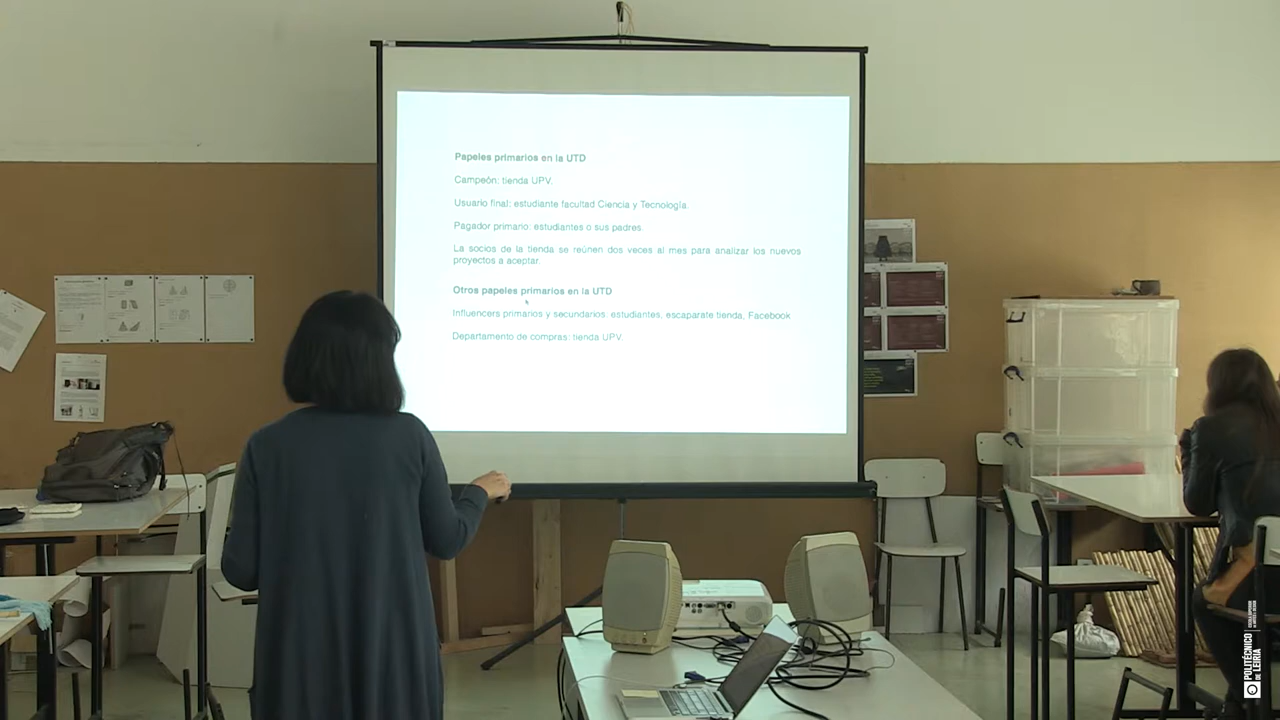 Papeles primarios en la UTD
Campeón: tienda UPV.
Usuario final: estudiante facultad Ciencia y Tecnología.
Pagador primario: estudiantes o sus padres.
La socios de la tienda se reúnen dos veces al mes para analizar los nuevos
proyectos a aceptar.
Otros papeles primarios en la UTD
Influencers primarios y secundarios: estudiantes, escaparate tienda, Facebook
Departamento de compras: tienda UPV.
POLITÉCNICO
DE LEIRIA